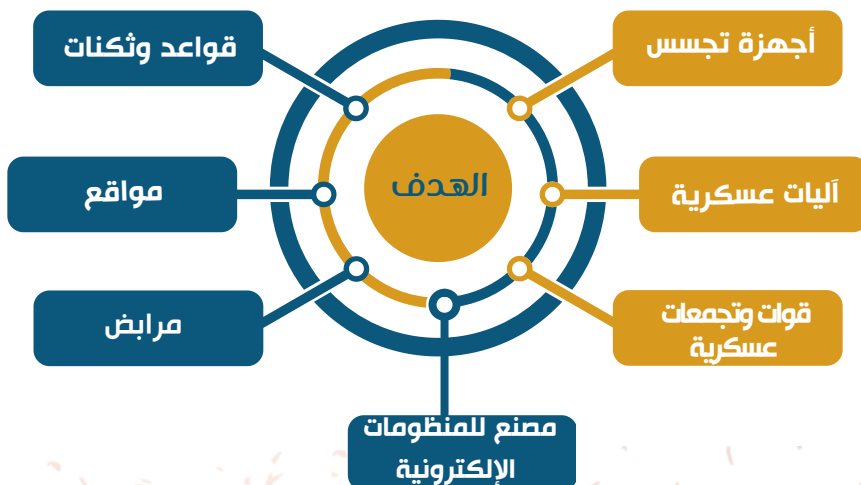 قواعد وثكنات
أجهزة تجسس
مواقع
الهدف
آليات عسكرية
مرابض
قوات وتجمعات
عسكرية
مصنع للمنظومات
الإلكترونية